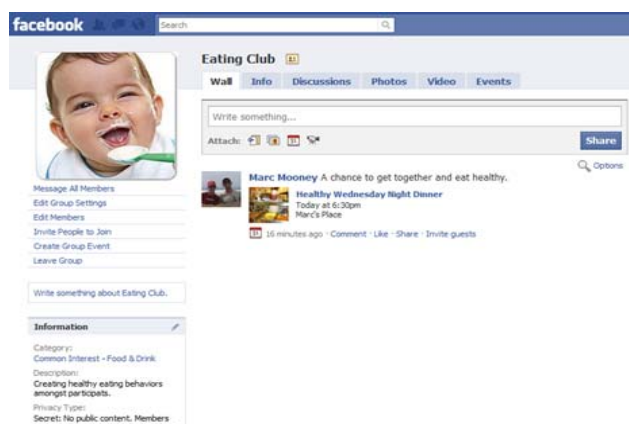 facebook
Search
Eating Club
Wall Info Discussions Photos Video Events
Write something...
Attach:
Share
Options
Marc Mooney A chance to get together and eat healthy.
Healthy Wednesday Night Dinner
Today at 6:30pm
Marc's Place
16 minutes ago · Comment · Like · Share · Invite guests
Message All Members
Edit Group Settings
Edit Members
Invite People to Join
Create Group Event
Leave Group
Write something about Eating Club.
Information
Category:
Common Interest - Food & Drink
Description:
Creating healthy eating behaviors
amongst participats.
Privacy Type:
Secret: No public content. Members